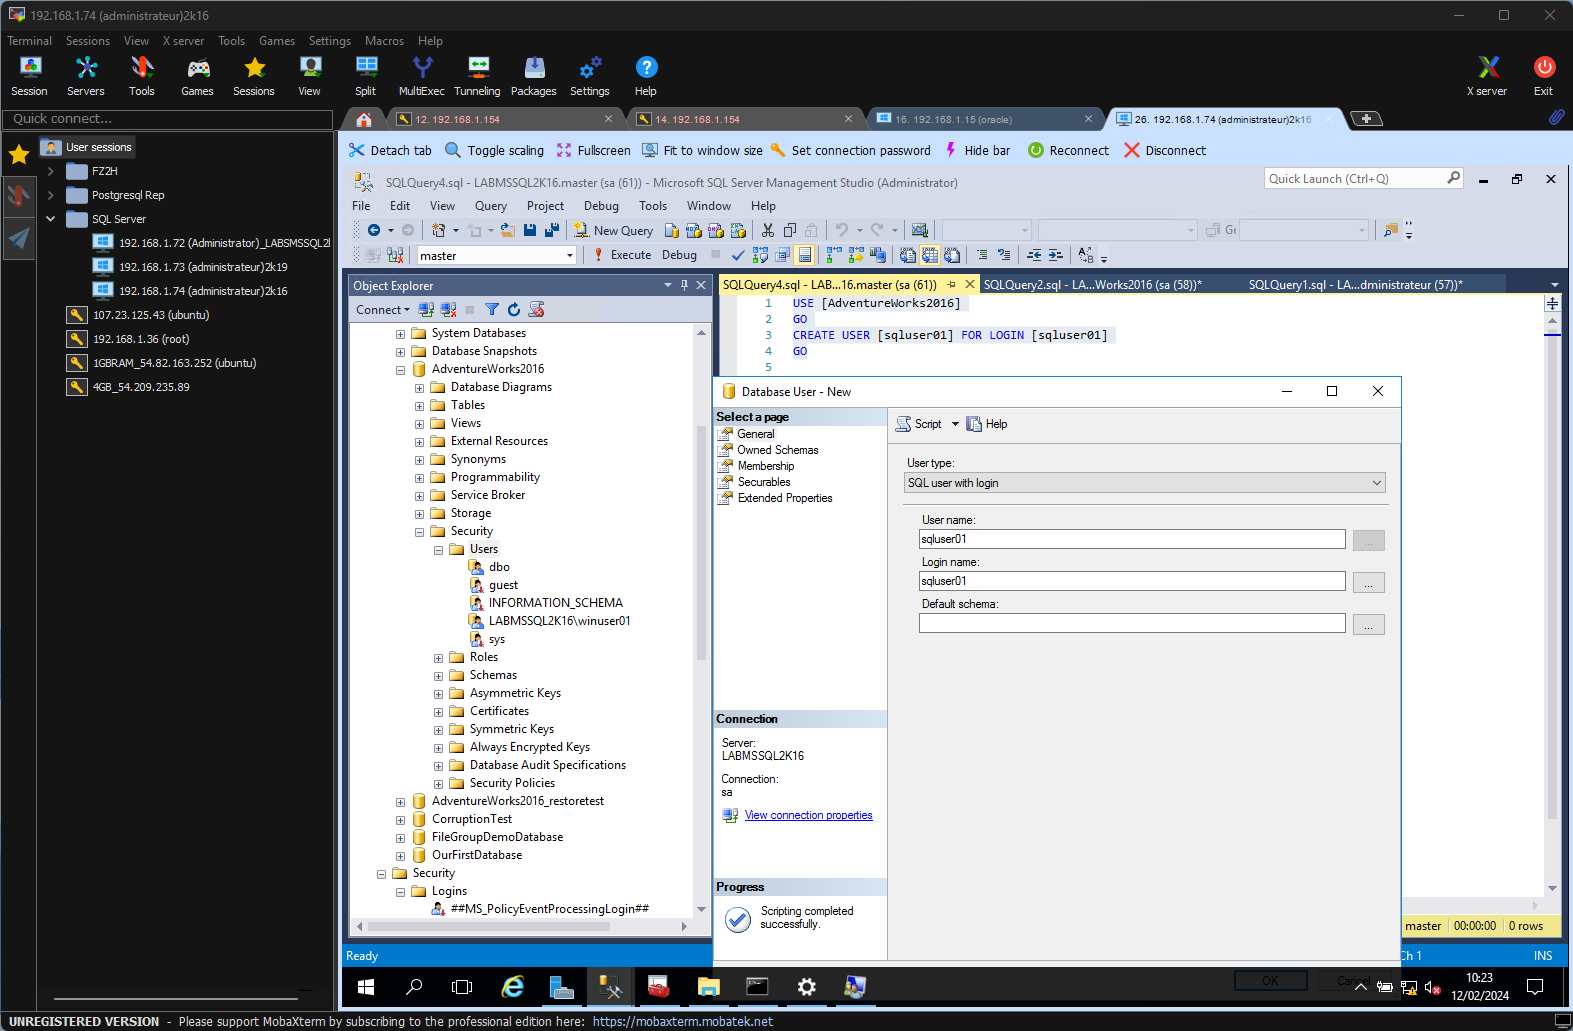 192.168.1.74 (administrateur)2k16
Terminal Sessions View X server Tools Games Settings Macros Help
Session Servers Tools Games Sessions View Split MultiExec Tunneling Packages Settings Help X server Exit
Quick connect...
12. 192.168.1.154
14. 192.168.1.154
16. 192.168.1.15 (oracle)
26. 192.168.1.74 (administrateur)2k16
User sessions
FZ2H
Postgresql Rep
SQL Server
192.168.1.72 (Administrator)_LABSMSSQL2
192.168.1.73 (administrateur)2k19
192.168.1.74 (administrateur)2k16
107.23.125.43 (ubuntu)
192.168.1.36 (root)
1GBRAM_54.82.163.252 (ubuntu)
4GB_54.209.235.89
Detach tab Toggle scaling Fullscreen Fit to window size Set connection password Hide bar Reconnect Disconnect
SQLQuery4.sql - LABMSSQL2K16.master (sa (61)) - Microsoft SQL Server Management Studio (Administrator)
Quick Launch (Ctrl+Q)
File Edit View Query Project Debug Tools Window Help
New Query
MDX DMX XMLA
Ge
master
Execute Debug
Object Explorer
Connect
System Databases
Database Snapshots
AdventureWorks2016
Database Diagrams
Tables
Views
External Resources
Synonyms
Programmability
Service Broker
Storage
Security
Users
dbo
guest
INFORMATION_SCHEMA
LABMSSQL2K16\winuser01
sys
Roles
Schemas
Asymmetric Keys
Certificates
Symmetric Keys
Always Encrypted Keys
Database Audit Specifications
Security Policies
AdventureWorks2016_restoretest
CorruptionTest
FileGroupDemoDatabase
OurFirstDatabase
Security
Logins
##MS_PolicyEventProcessingLogin##
SQLQuery4.sql - LAB...16.master (sa (61))
SQLQuery2.sql - LA...Works2016 (sa (58))*
SQLQuery1.sql - LA...dministrateur (57))*
1 USE [AdventureWorks2016]
2 GO
3 CREATE USER [sqluser01] FOR LOGIN [sqluser01]
4 GO
5
Database User - New
Select a page
General
Owned Schemas
Membership
Securables
Extended Properties
Script Help
User type:
SQL user with login
User name:
sqluser01
...
Login name:
sqluser01
...
Default schema:
...
Connection
Server:
LABMSSQL2K16
Connection:
sa
View connection properties
Progress
Scripting completed
successfully.
OK Cancel
master 00:00:00 0 rows
Ready
Ch 1 INS
10:23
12/02/2024
UNREGISTERED VERSION - Please support MobaXterm by subscribing to the professional edition here: https://mobaxterm.mobatek.net